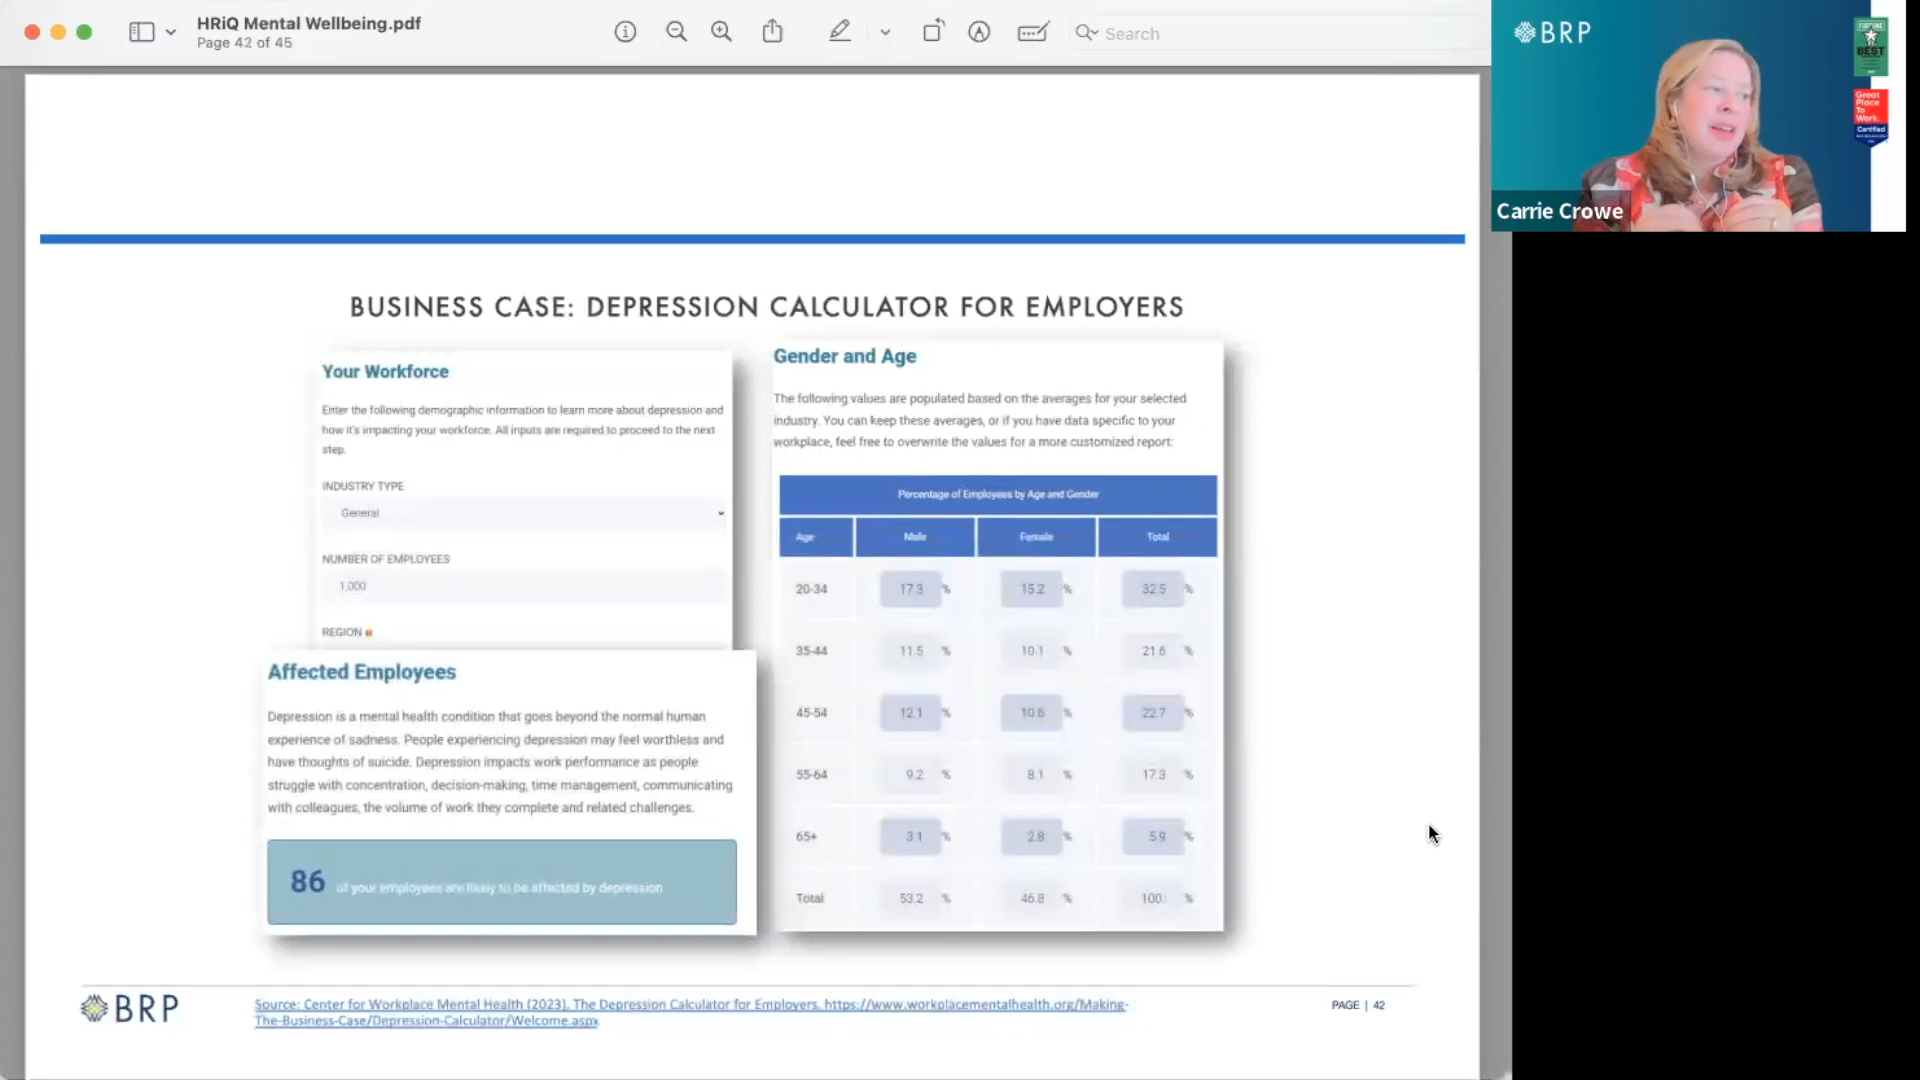 HRiQ Mental Wellbeing.pdf
Page 42 of 45
Search
BRP
FORTUNE
BEST
Great
Place
To
Work.
Certified
Carrie Crowe
BUSINESS CASE: DEPRESSION CALCULATOR FOR EMPLOYERS
Your Workforce
Enter the following demographic information to learn more about depression and
how it's impacting your workforce. All inputs are required to proceed to the next
step.
INDUSTRY TYPE
General
NUMBER OF EMPLOYEES
1,000
REGION
Affected Employees
Depression is a mental health condition that goes beyond the normal human
experience of sadness. People experiencing depression may feel worthless and
have thoughts of suicide. Depression impacts work performance as people
struggle with concentration, decision-making, time management, communicating
with colleagues, the volume of work they complete and related challenges.
86 of your employees are likely to be affected by depression
Gender and Age
The following values are populated based on the averages for your selected
industry. You can keep these averages, or if you have data specific to your
workplace, feel free to overwrite the values for a more customized report:
Percentage of Employees by Age and Gender
Age Male Female Total
20-34 17.3 % 15.2 % 32.5 %
35-44 11.5 % 10.1 % 21.6 %
45-54 12.1 % 10.6 % 22.7 %
55-64 9.2 % 8.1 % 17.3 %
65+ 3.1 % 2.8 % 5.9 %
Total 53.2 % 46.8 % 100. %
BRP
Source: Center for Workplace Mental Health (2023). The Depression Calculator for Employers. https://www.workplacementalhealth.org/Making-
The-Business-Case/Depression-Calculator/Welcome.aspx
PAGE | 42